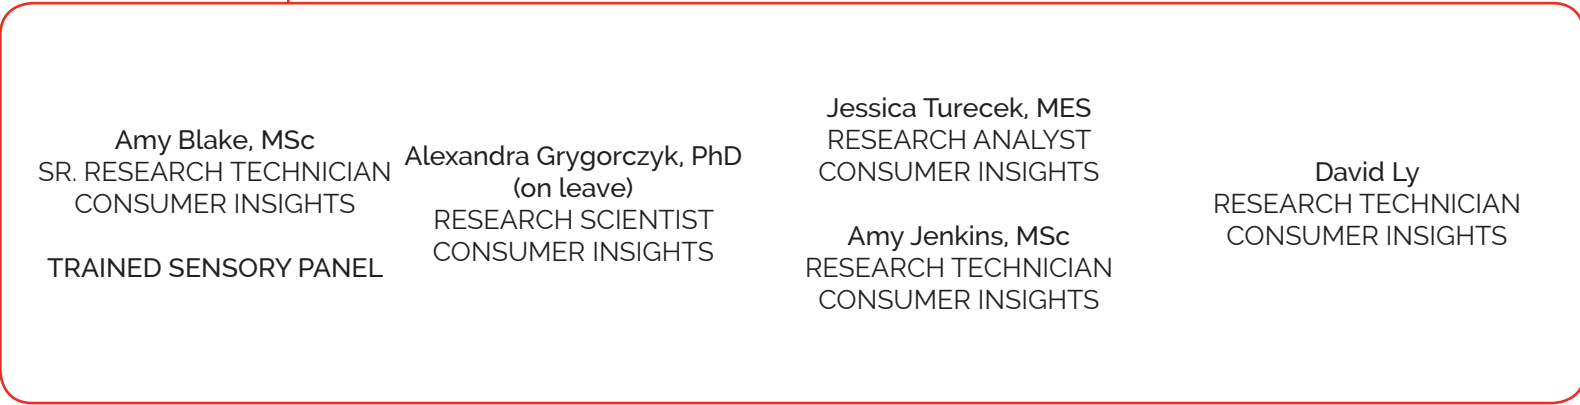 Amy Blake, MSc
SR. RESEARCH TECHNICIAN
CONSUMER INSIGHTS
TRAINED SENSORY PANEL
Alexandra Grygorczyk, PhD
(on leave)
RESEARCH SCIENTIST
CONSUMER INSIGHTS
Jessica Turecek, MES
RESEARCH ANALYST
CONSUMER INSIGHTS
Amy Jenkins, MSc
RESEARCH TECHNICIAN
CONSUMER INSIGHTS
David Ly
RESEARCH TECHNICIAN
CONSUMER INSIGHTS